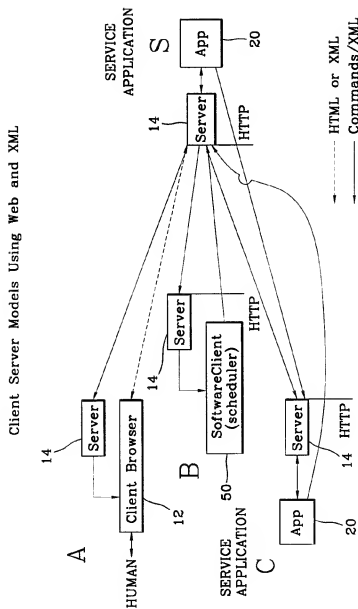 Client Server Models Using Web and XML
A
HUMAN
14
Server
Client Browser
12
B
14
Server
HTTP
SoftwareClient
(scheduler)
50
SERVICE
APPLICATION
C
App
20
Server
14
HTTP
SERVICE
APPLICATION
S
14
Server
HTTP
App
20
HTML or XML
Commands/XML